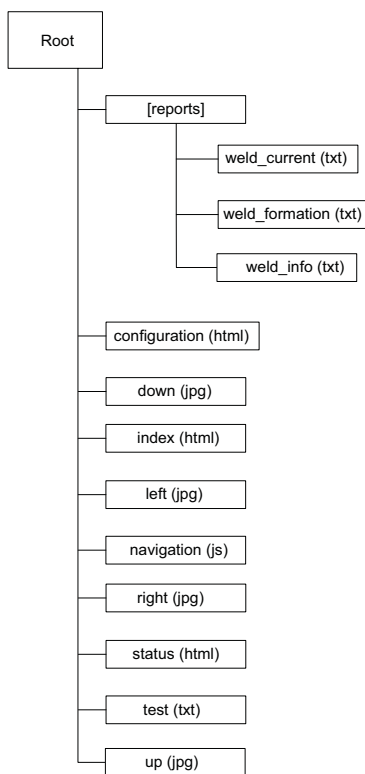 Root
[reports]
weld_current (txt)
weld_formation (txt)
weld_info (txt)
configuration (html)
down (jpg)
index (html)
left (jpg)
navigation (js)
right (jpg)
status (html)
test (txt)
up (jpg)